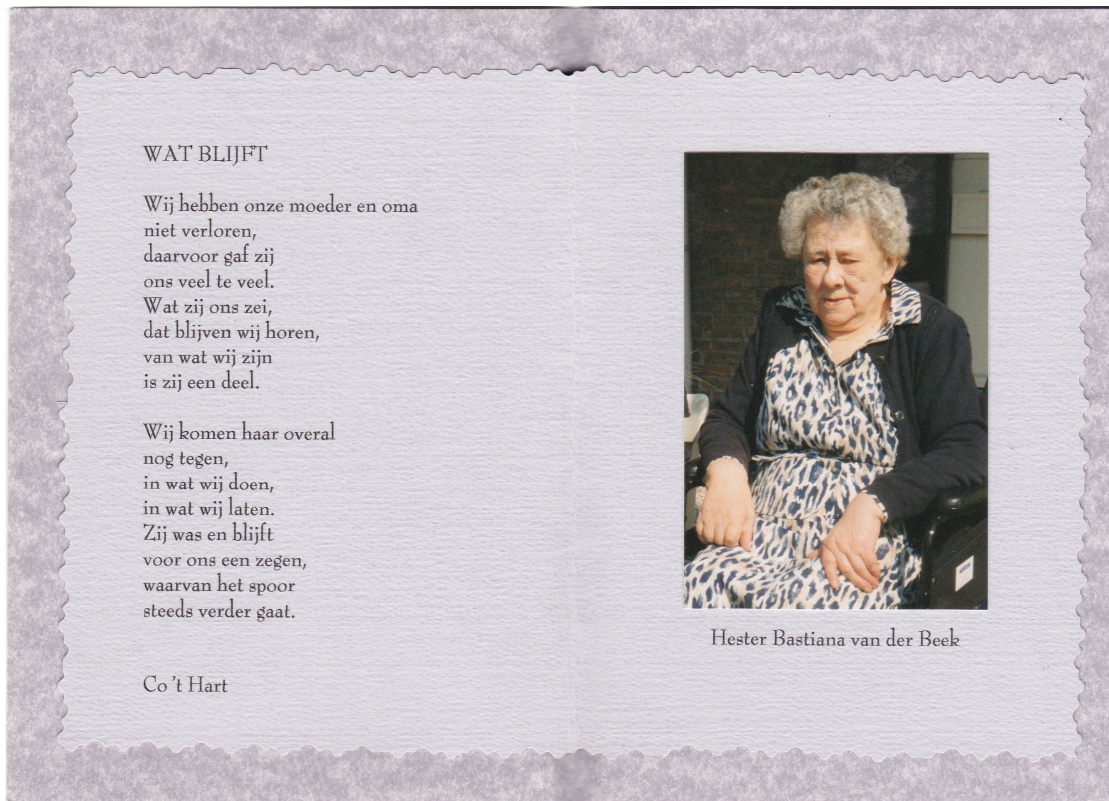 WAT BLIJFT
Wij hebben onze moeder en oma
niet verloren,
daarvoor gaf zij
ons veel te veel.
Wat zij ons zei,
dat blijven wij horen,
van wat wij zijn
is zij een deel.
Wij komen haar overal
nog tegen,
in wat wij doen,
in wat wij laten.
Zij was en blijft
voor ons een zegen,
waarvan het spoor
steeds verder gaat.
Co 't Hart
Hester Bastiana van der Beek